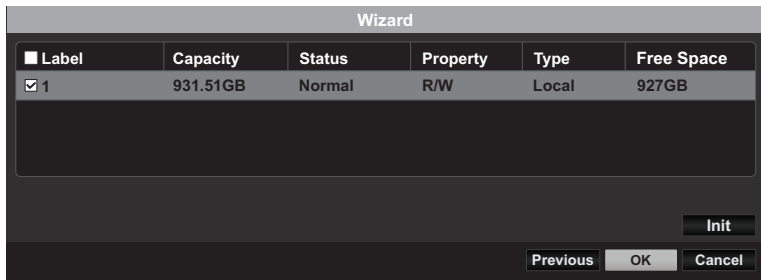 Wizard
Label Capacity Status Property Type Free Space
1 931.51GB Normal R/W Local 927GB
Init
Previous OK Cancel